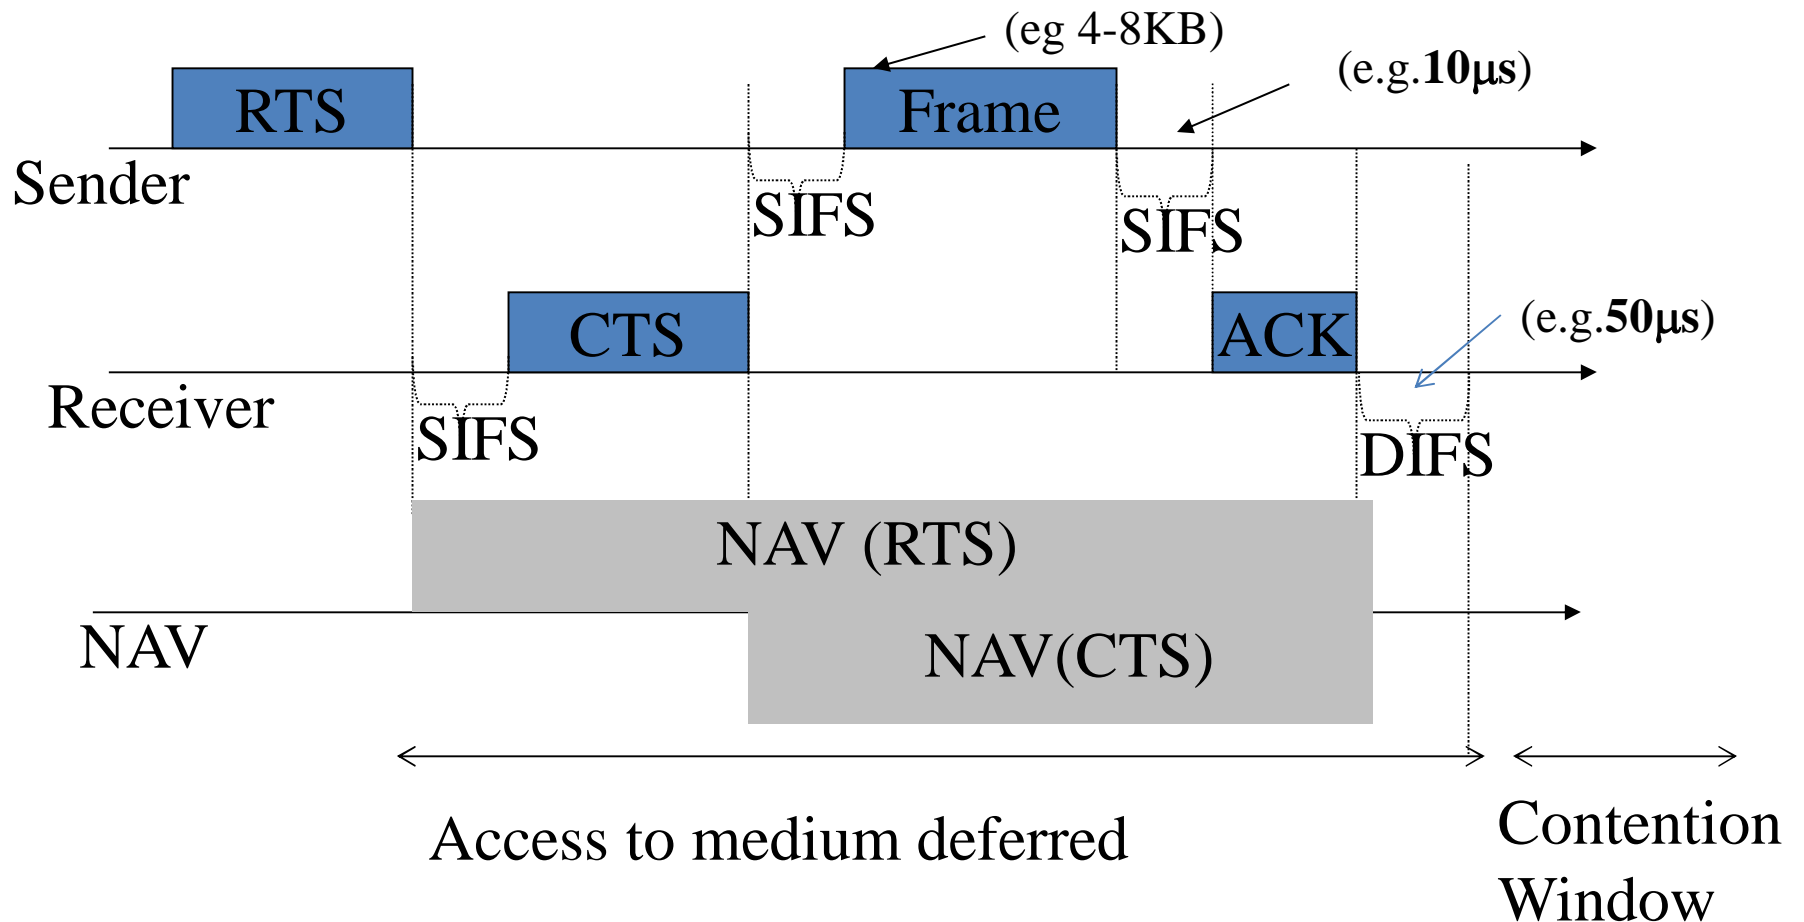 (eg 4-8KB)
(e.g.10μs)
RTS
Frame
Sender
SIFS
SIFS
CTS
ACK
(e.g.50μs)
Receiver
SIFS
DIFS
NAV (RTS)
NAV
NAV(CTS)
Access to medium deferred
Contention
Window